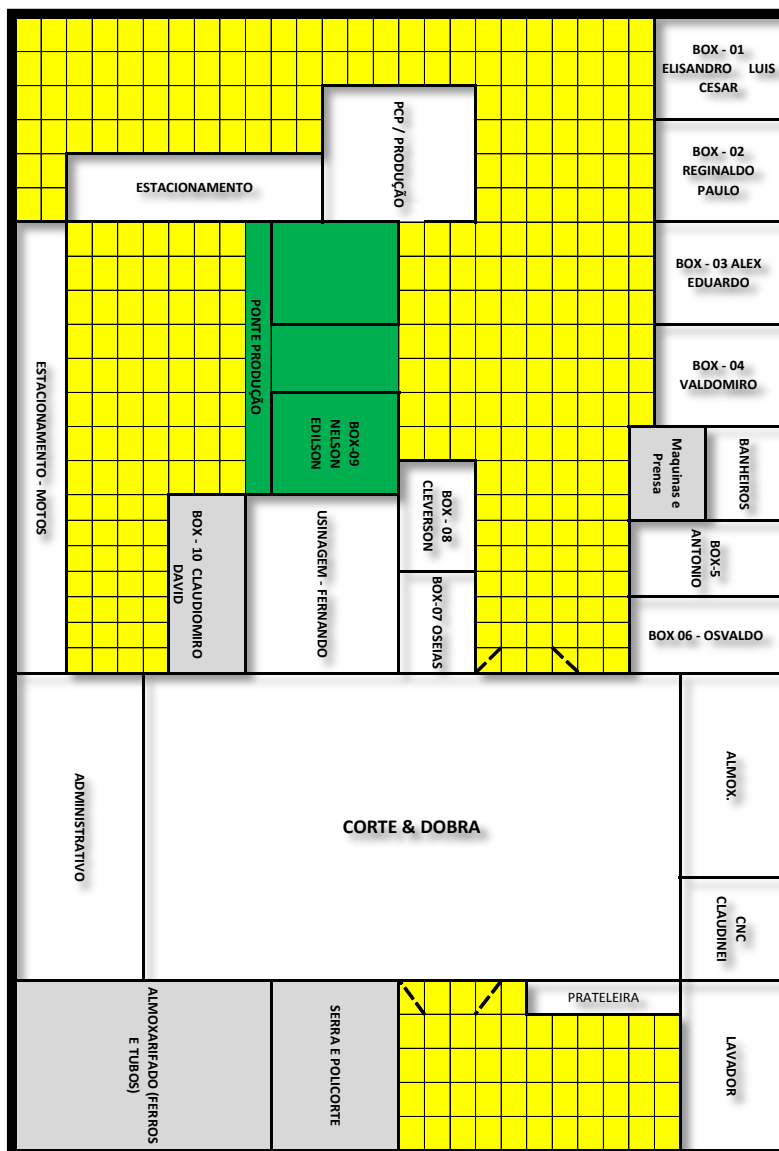 BOX - 01
ELISANDRO LUIS
CESAR
PCP / PRODUÇÃO
BOX - 02
REGINALDO
PAULO
ESTACIONAMENTO
BOX - 03 ALEX
EDUARDO
PONTE PRODUÇÃO
BOX - 04
VALDOMIRO
ESTACIONAMENTO - MOTOS
BOX-09
NELSON
EDILSON
Maquinas e
Prensa
BANHEIROS
BOX - 08
CLEVERSON
BOX - 10 CLAUDIOMIRO
DAVID
USINAGEM - FERNANDO
BOX-5
ANTONIO
BOX-07 OSEIAS
BOX 06 - OSVALDO
ADMINISTRATIVO
CORTE & DOBRA
ALMOX.
CNC
CLAUDINEI
ALMOXARIFADO (FERROS
E TUBOS)
SERRA E POLICORTE
PRATELEIRA
LAVADOR